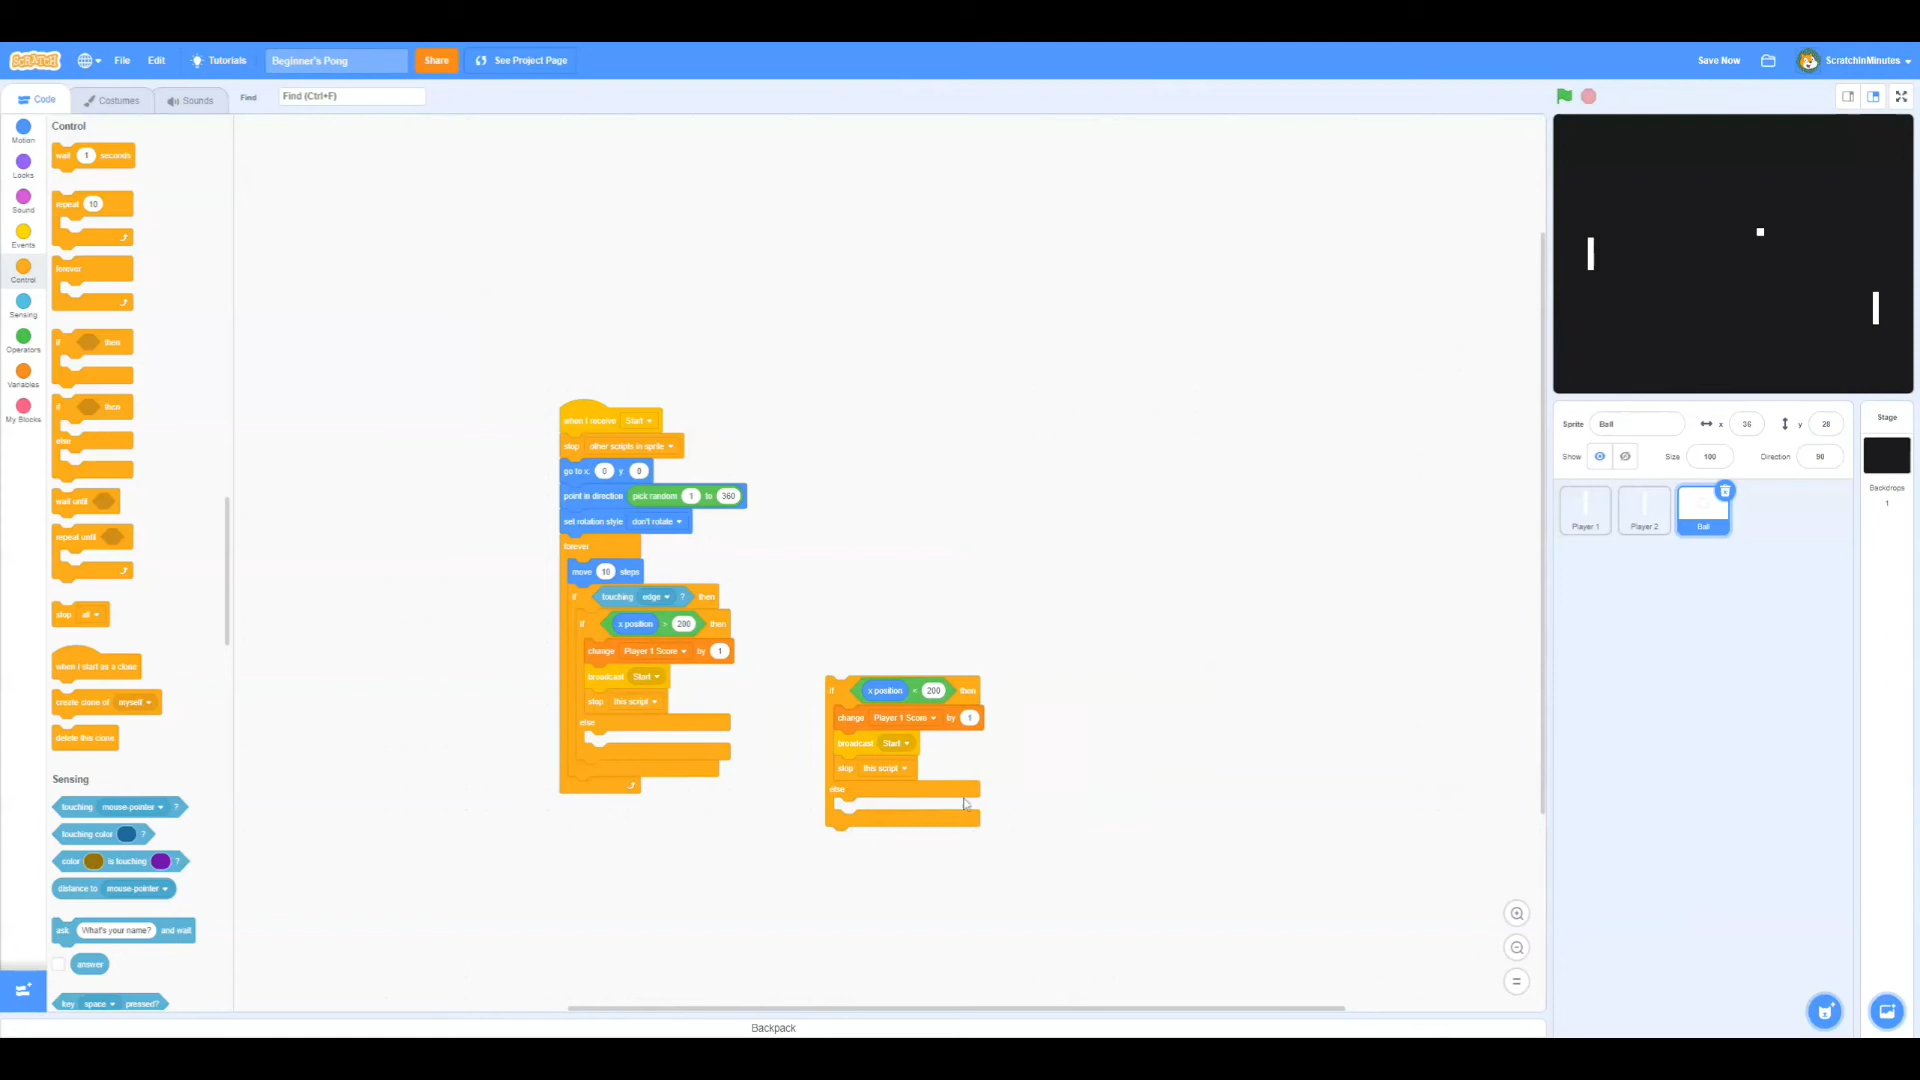 SCRATCH File Edit Tutorials Beginner's Pong Share See Project Page Save Now ScratchInMinutes
Code Costumes Sounds Find Find (Ctrl+F)
Motion
Looks
Sound
Events
Control
Sensing
Operators
Variables
My Blocks
Control
wait 1 seconds
repeat 10
forever
if then
if then
else
wait until
repeat until
stop all
when I start as a clone
create clone of myself
delete this clone
Sensing
touching mouse-pointer ?
touching color ?
color is touching ?
distance to mouse-pointer
ask What's your name? and wait
answer
key space pressed?
when I receive Start
stop other scripts in sprite
go to x: 0 y: 0
point in direction pick random 1 to 360
set rotation style don't rotate
forever
move 10 steps
if touching edge ? then
if x position > 200 then
change Player 1 Score by 1
broadcast Start
stop this script
else
if x position < 200 then
change Player 1 Score by 1
broadcast Start
stop this script
else
Sprite Ball x 36 y 28
Show Size 100 Direction 90
Player 1 Player 2 Ball
Stage
Backdrops
1
Backpack